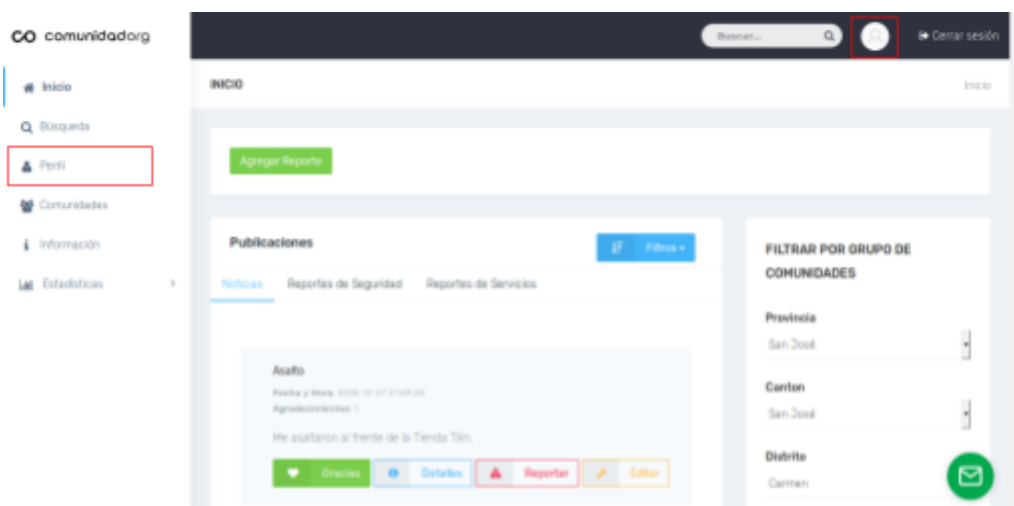 comunidadorg
Buscar...
Cerrar sesión
Inicio
Búsqueda
Perfil
Comunidades
Información
Estadísticas
INICIO
Inicio
Agregar Reporte
Publicaciones
Filtros
Noticias
Reportes de Seguridad
Reportes de Servicios
Asalto
Fecha y Hora:
Agradecimientos: 1
Me asaltaron al frente de la Tienda Tilín.
Gracias
Detalles
Reportar
Editar
FILTRAR POR GRUPO DE
COMUNIDADES
Provincia
San José
Canton
San José
Distrito
Carmen